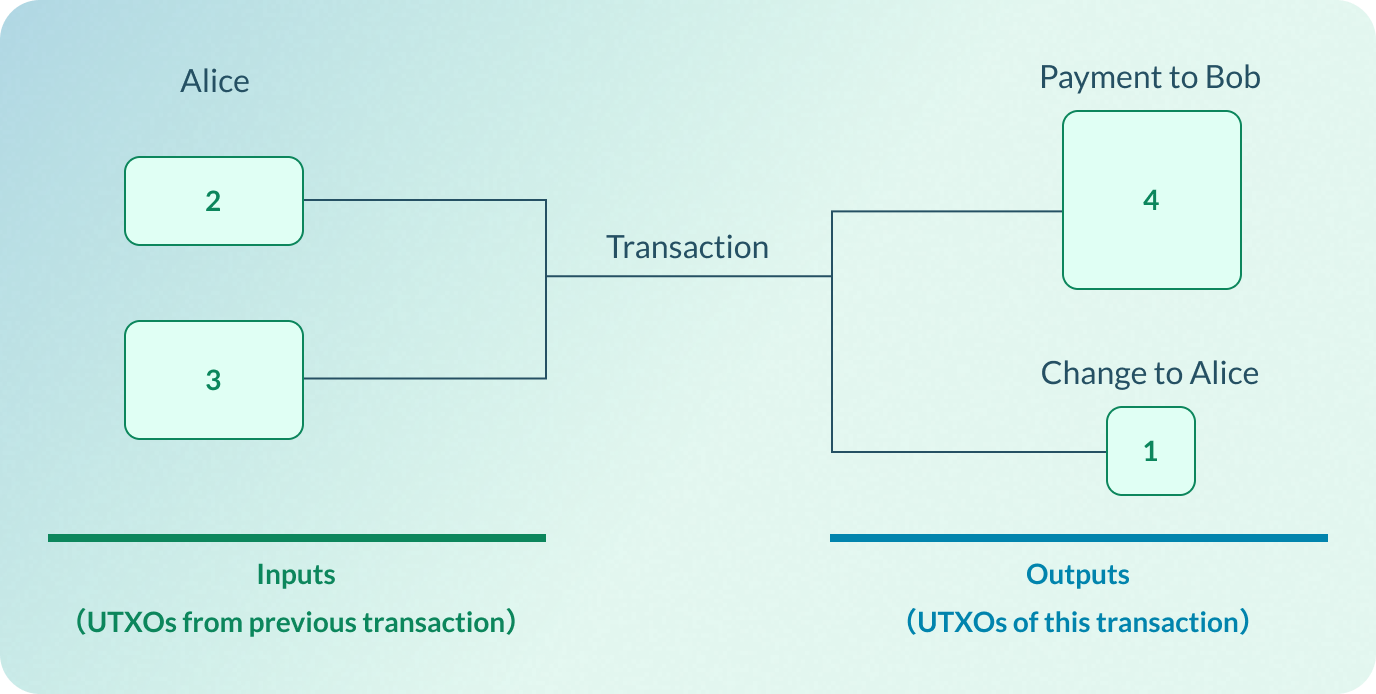 Alice
2
3
Transaction
Payment to Bob
4
Change to Alice
1
Inputs
(UTXOs from previous transaction)
Outputs
(UTXOs of this transaction)